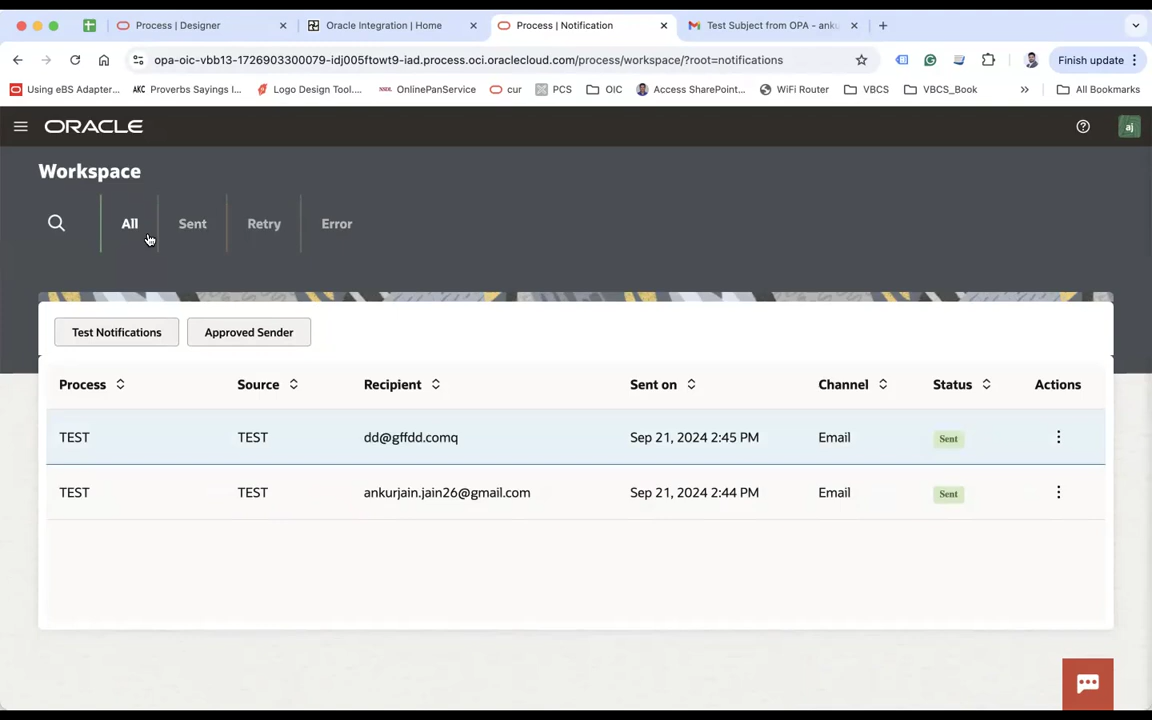 Process | Designer
Oracle Integration | Home
Process | Notification
Test Subject from OPA - anku
opa-oic-vbb13-1726903300079-idj005ftowt9-iad.process.oci.oraclecloud.com/process/workspace/?root=notifications
Finish update
Using eBS Adapter...
AKC Proverbs Sayings I...
Logo Design Tool....
NSDL OnlinePanService
cur
PCS
OIC
Access SharePoint...
WiFi Router
VBCS
VBCS_Book
All Bookmarks
ORACLE
aj
Workspace
All Sent Retry Error
Test Notifications Approved Sender
Process Source Recipient Sent on Channel Status Actions
TEST TEST dd@gffdd.comq Sep 21, 2024 2:45 PM Email Sent
TEST TEST ankurjain.jain26@gmail.com Sep 21, 2024 2:44 PM Email Sent